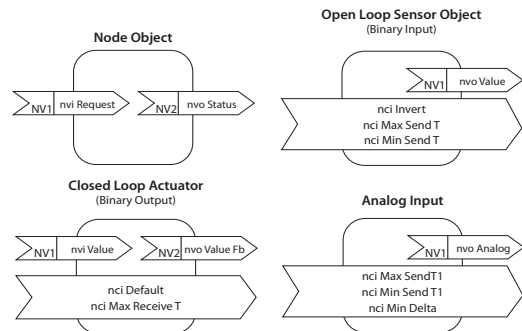 Node Object
NV1 nvi Request
NV2 nvo Status
Open Loop Sensor Object
(Binary Input)
NV1 nvo Value
nci Invert
nci Max Send T
nci Min Send T
Closed Loop Actuator
(Binary Output)
NV1 nvi Value
NV2 nvo Value Fb
nci Default
nci Max Receive T
Analog Input
NV1 nvo Analog
nci Max SendT1
nci Min Send T1
nci Min Delta